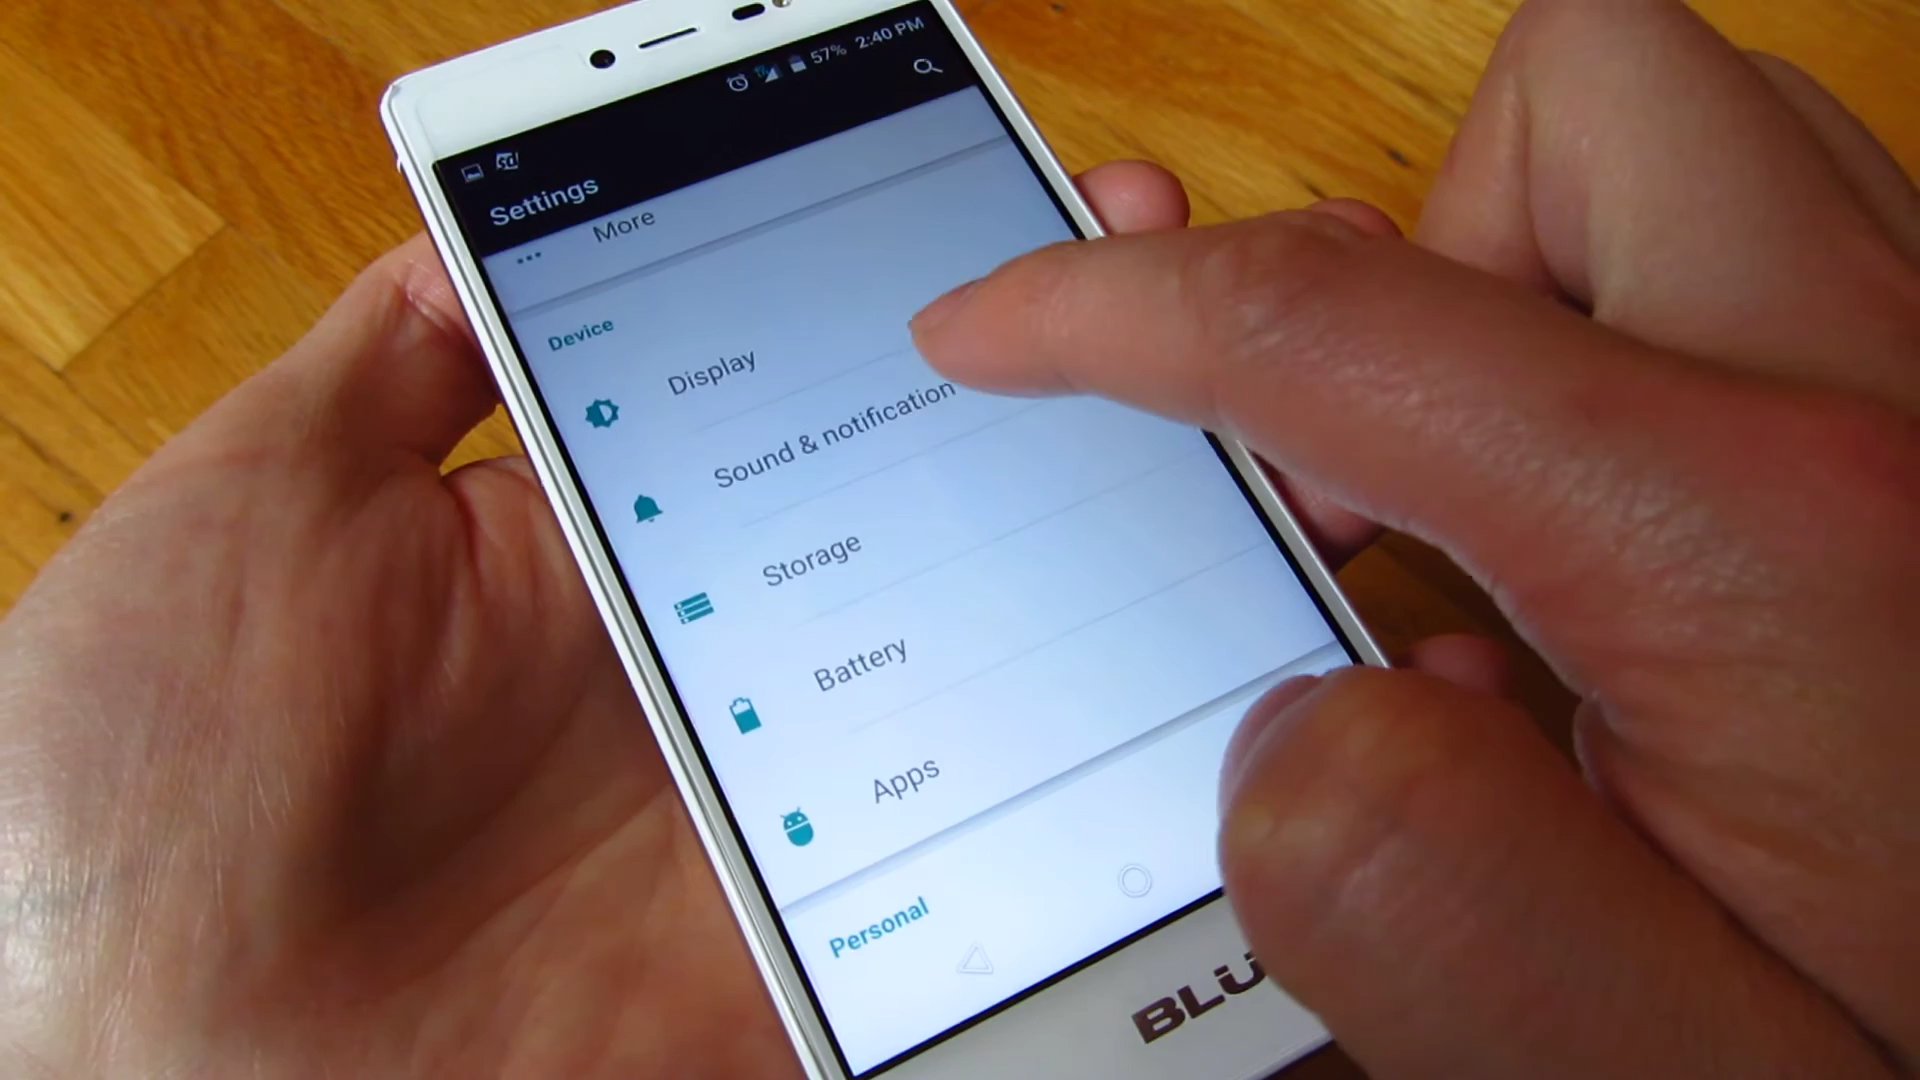 57% 2:40 PM
Settings
More
Device
Display
Sound & notification
Storage
Battery
Apps
Personal
BLU